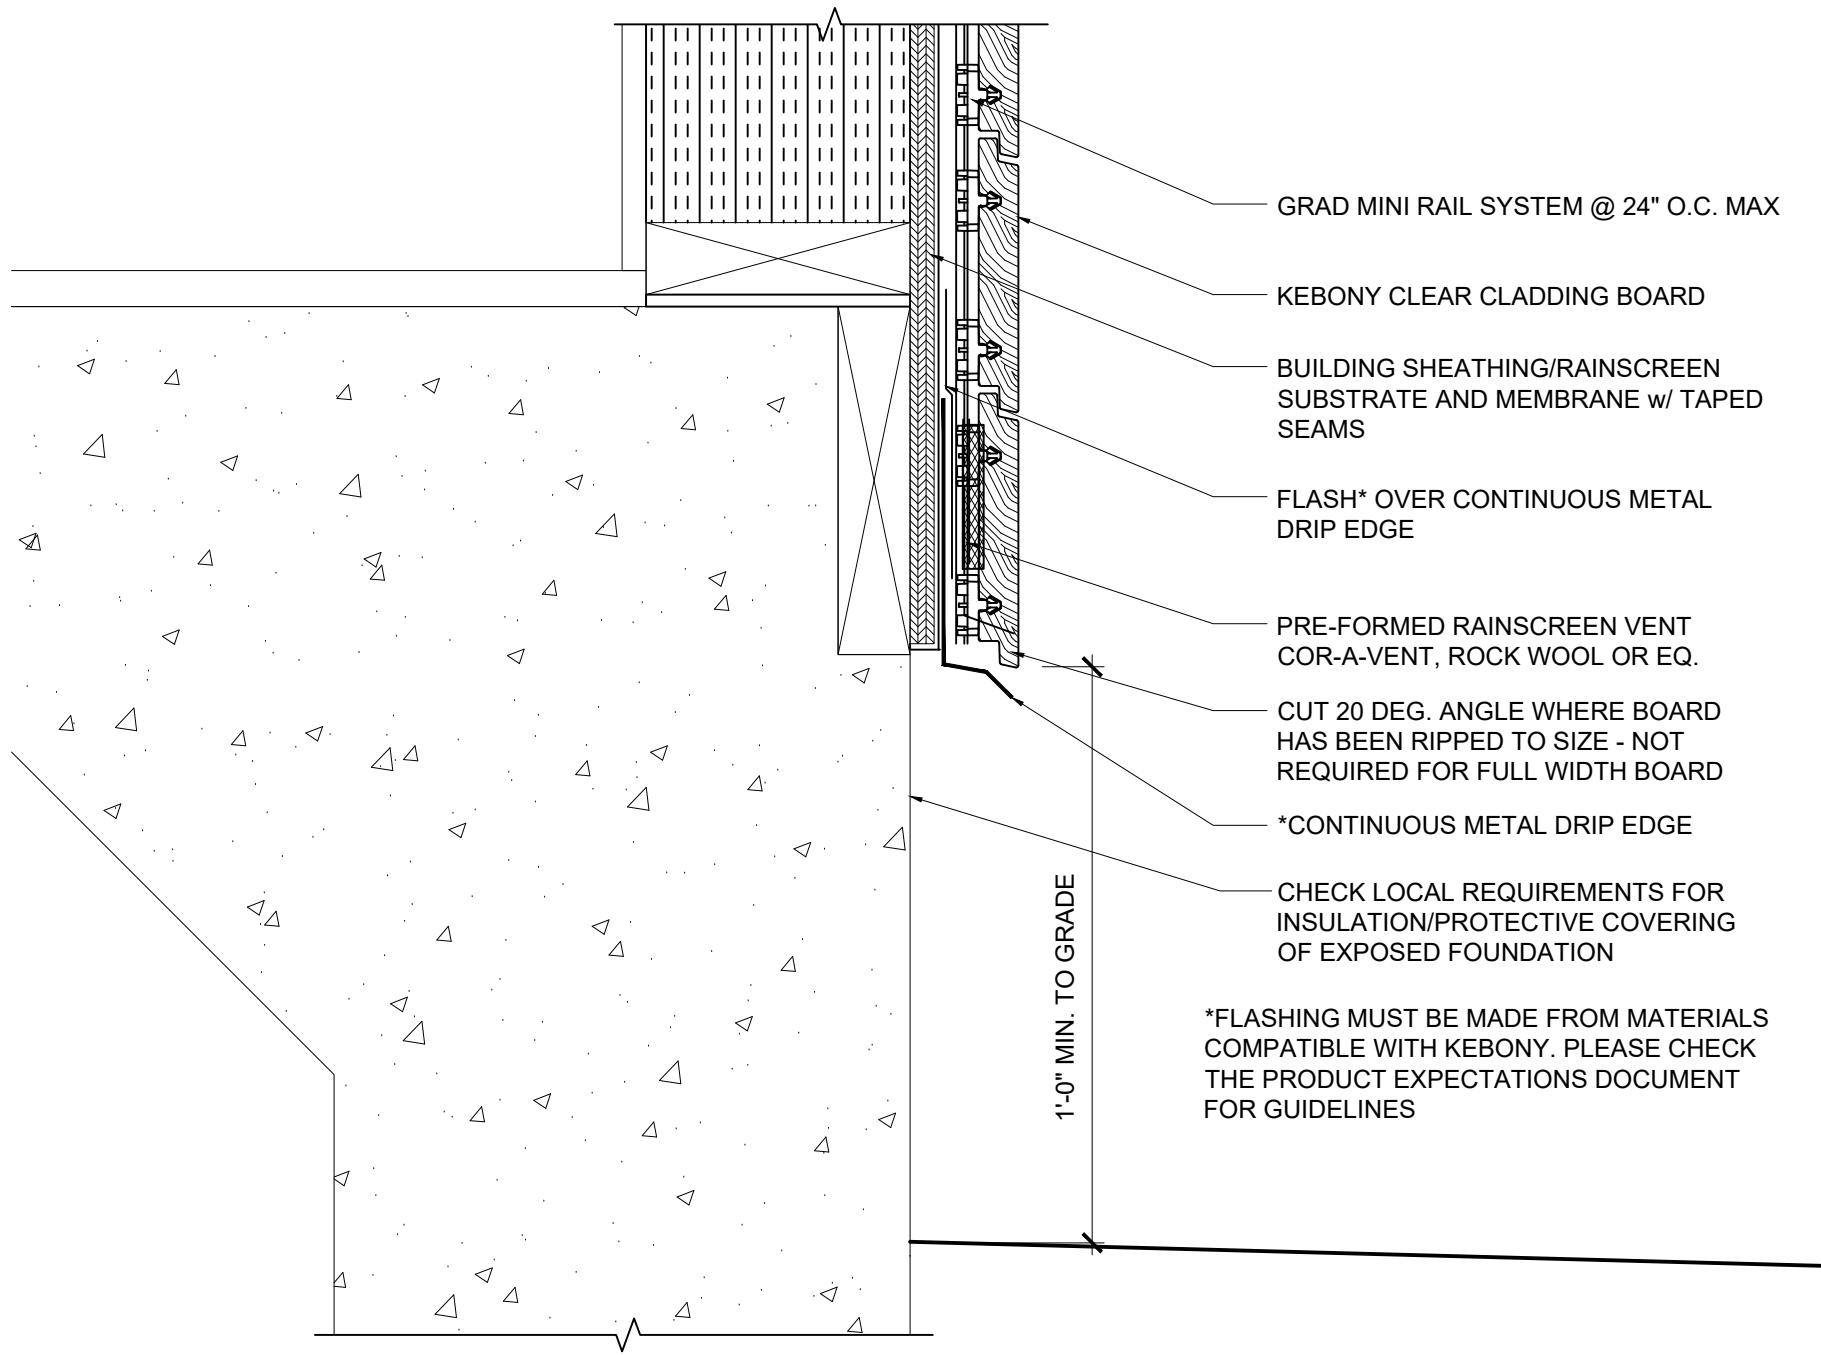 GRAD MINI RAIL SYSTEM @ 24" O.C. MAX
KEBONY CLEAR CLADDING BOARD
BUILDING SHEATHING/RAINSCREEN
SUBSTRATE AND MEMBRANE w/ TAPED
SEAMS
FLASH* OVER CONTINUOUS METAL
DRIP EDGE
PRE-FORMED RAINSCREEN VENT
COR-A-VENT, ROCK WOOL OR EQ.
CUT 20 DEG. ANGLE WHERE BOARD
HAS BEEN RIPPED TO SIZE - NOT
REQUIRED FOR FULL WIDTH BOARD
*CONTINUOUS METAL DRIP EDGE
CHECK LOCAL REQUIREMENTS FOR
INSULATION/PROTECTIVE COVERING
OF EXPOSED FOUNDATION
1'-0" MIN. TO GRADE
*FLASHING MUST BE MADE FROM MATERIALS
COMPATIBLE WITH KEBONY. PLEASE CHECK
THE PRODUCT EXPECTATIONS DOCUMENT
FOR GUIDELINES